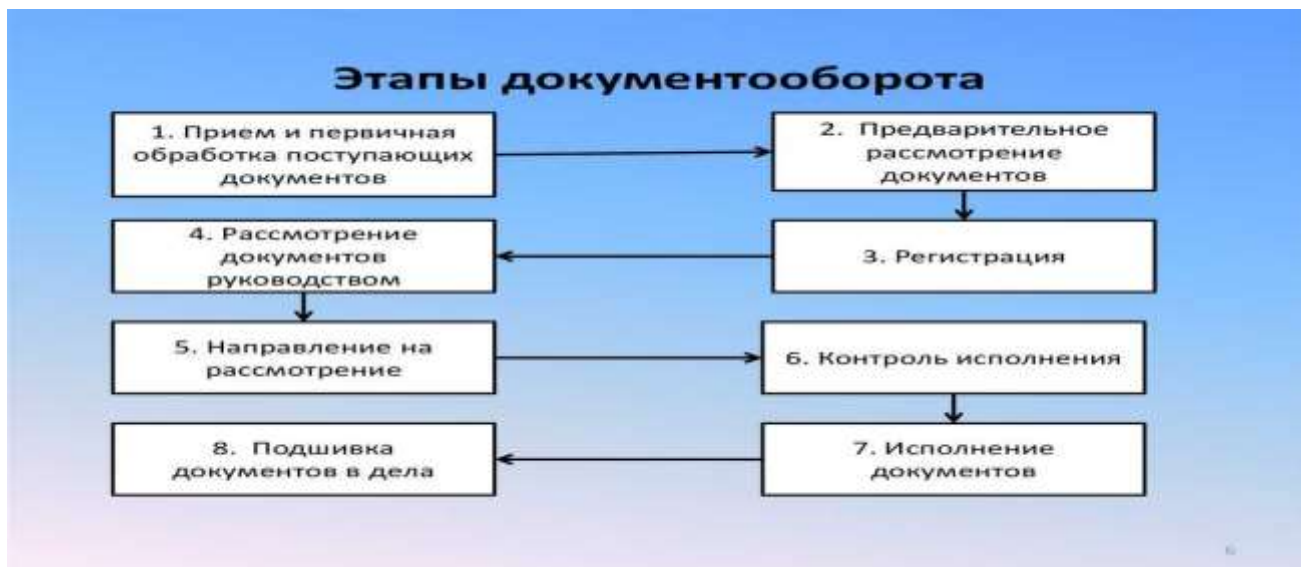 Этапы документооборота
1. Прием и первичная
обработка поступающих
документов
2. Предварительное
рассмотрение
документов
3. Регистрация
4. Рассмотрение
документов
руководством
5. Направление на
рассмотрение
6. Контроль исполнения
7. Исполнение
документов
8. Подшивка
документов в дела